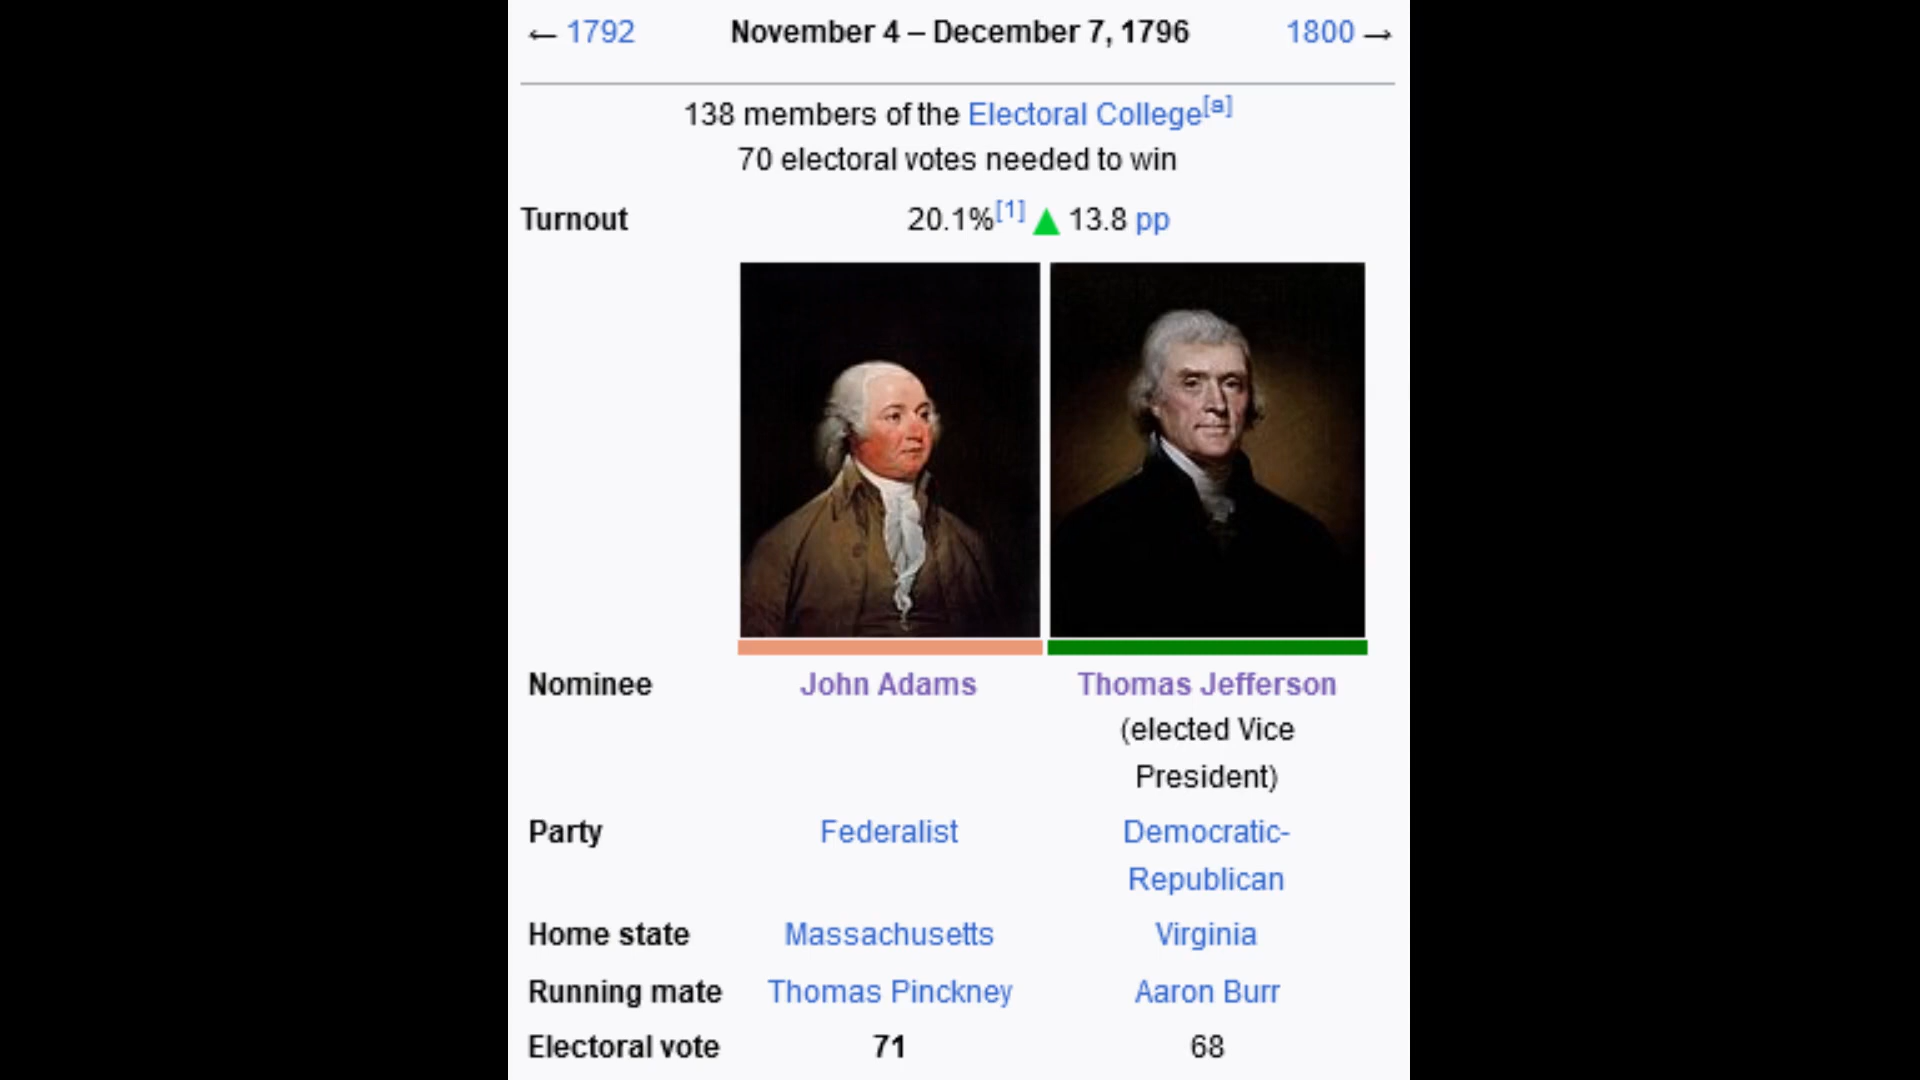 ← 1792 November 4 – December 7, 1796 1800 →
138 members of the Electoral College[a]
70 electoral votes needed to win
Turnout 20.1%[1] ▲ 13.8 pp
Nominee John Adams Thomas Jefferson
(elected Vice
President)
Party Federalist Democratic-
Republican
Home state Massachusetts Virginia
Running mate Thomas Pinckney Aaron Burr
Electoral vote 71 68